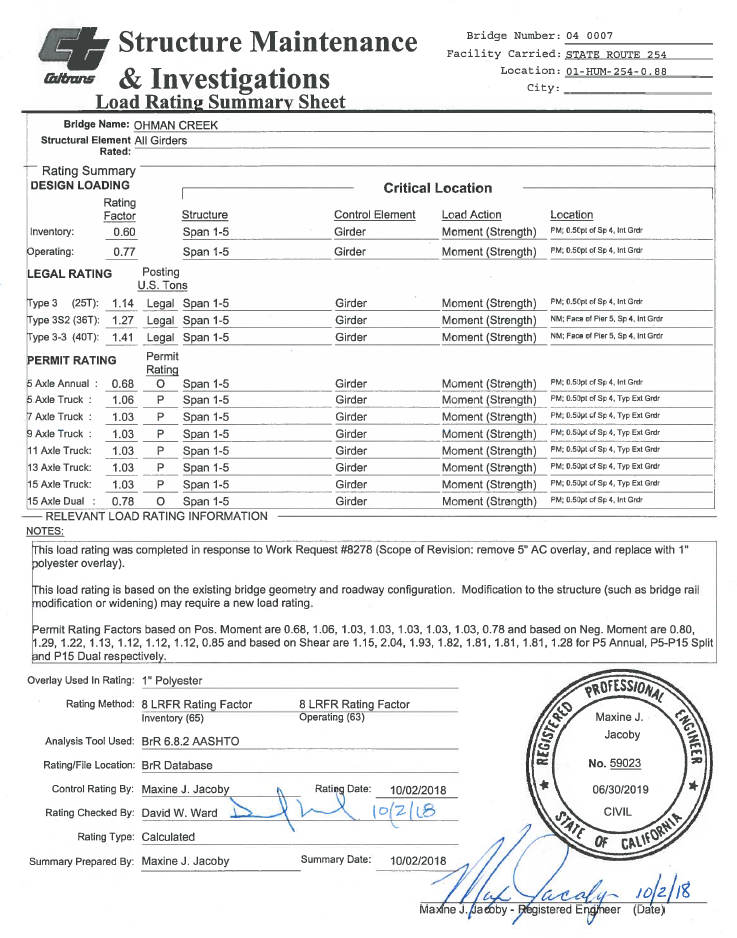 Caltrans
Structure Maintenance
& Investigations
Load Rating Summary Sheet
Bridge Number: 04 0007
Facility Carried: STATE ROUTE 254
Location: 01-HUM-254-0.88
City:
Bridge Name: OHMAN CREEK
Structural Element All Girders
Rated:
Rating Summary
DESIGN LOADING Critical Location
Rating
Factor Structure Control Element Load Action Location
Inventory: 0.60 Span 1-5 Girder Moment (Strength) PM; 0.50pt of Sp 4, Int Grdr
Operating: 0.77 Span 1-5 Girder Moment (Strength) PM; 0.50pt of Sp 4, Int Grdr
LEGAL RATING Posting
U.S. Tons
Type 3 (25T): 1.14 Legal Span 1-5 Girder Moment (Strength) PM; 0.50pt of Sp 4, Int Grdr
Type 3S2 (36T): 1.27 Legal Span 1-5 Girder Moment (Strength) NM; Face of Pier 5, Sp 4, Int Grdr
Type 3-3 (40T): 1.41 Legal Span 1-5 Girder Moment (Strength) NM; Face of Pier 5, Sp 4, Int Grdr
PERMIT RATING Permit
Rating
5 Axle Annual : 0.68 O Span 1-5 Girder Moment (Strength) PM; 0.50pt of Sp 4, Int Grdr
5 Axle Truck : 1.06 P Span 1-5 Girder Moment (Strength) PM; 0.50pt of Sp 4, Typ Ext Grdr
7 Axle Truck : 1.03 P Span 1-5 Girder Moment (Strength) PM; 0.50pt of Sp 4, Typ Ext Grdr
9 Axle Truck : 1.03 P Span 1-5 Girder Moment (Strength) PM; 0.50pt of Sp 4, Typ Ext Grdr
11 Axle Truck: 1.03 P Span 1-5 Girder Moment (Strength) PM; 0.50pt of Sp 4, Typ Ext Grdr
13 Axle Truck: 1.03 P Span 1-5 Girder Moment (Strength) PM; 0.50pt of Sp 4, Typ Ext Grdr
15 Axle Truck: 1.03 P Span 1-5 Girder Moment (Strength) PM; 0.50pt of Sp 4, Typ Ext Grdr
15 Axle Dual : 0.78 O Span 1-5 Girder Moment (Strength) PM; 0.50pt of Sp 4, Int Grdr
RELEVANT LOAD RATING INFORMATION
NOTES:
This load rating was completed in response to Work Request #8278 (Scope of Revision: remove 5" AC overlay, and replace with 1"
polyester overlay).
This load rating is based on the existing bridge geometry and roadway configuration. Modification to the structure (such as bridge rail
modification or widening) may require a new load rating.
Permit Rating Factors based on Pos. Moment are 0.68, 1.06, 1.03, 1.03, 1.03, 1.03, 1.03, 0.78 and based on Neg. Moment are 0.80,
1.29, 1.22, 1.13, 1.12, 1.12, 1.12, 0.85 and based on Shear are 1.15, 2.04, 1.93, 1.82, 1.81, 1.81, 1.81, 1.28 for P5 Annual, P5-P15 Split
and P15 Dual respectively.
Overlay Used In Rating: 1" Polyester
Rating Method: 8 LRFR Rating Factor 8 LRFR Rating Factor
Inventory (65) Operating (63)
Analysis Tool Used: BrR 6.8.2 AASHTO
Rating/File Location: BrR Database
Control Rating By: Maxine J. Jacoby Rating Date: 10/02/2018
Rating Checked By: David W. Ward 10/2/18
Rating Type: Calculated
Summary Prepared By: Maxine J. Jacoby Summary Date: 10/02/2018
REGISTERED PROFESSIONAL ENGINEER
Maxine J.
Jacoby
No. 59023
06/30/2019
CIVIL
STATE OF CALIFORNIA
Max Jacoby 10/2/18
Maxine J. Jacoby - Registered Engineer (Date)